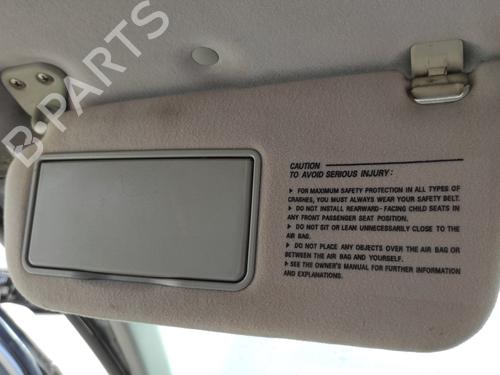 B-PARTS
CAUTION
TO AVOID SERIOUS INJURY:
▶ FOR MAXIMUM SAFETY PROTECTION IN ALL TYPES OF
CRASHES, YOU MUST ALWAYS WEAR YOUR SAFETY BELT.
▶ DO NOT INSTALL REARWARD-FACING CHILD SEATS IN
ANY FRONT PASSENGER SEAT POSITION.
▶ DO NOT SIT OR LEAN UNNECESSARILY CLOSE TO THE
AIR BAG.
▶ DO NOT PLACE ANY OBJECTS OVER THE AIR BAG OR
BETWEEN THE AIR BAG AND YOURSELF.
▶ SEE THE OWNER'S MANUAL FOR FURTHER INFORMATION
AND EXPLANATIONS.